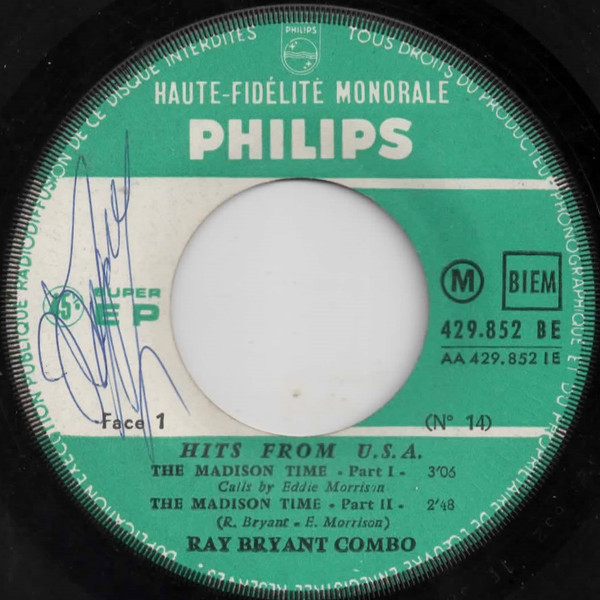 PHILIPS
TOUS DROITS DU PRODUCTEUR PHONOGRAPHIQUE ET DU PROPRIÉTAIRE DE L'ŒUVRE ENREGISTRÉE RÉSERVÉS
DUPLICATION EXÉCUTION PUBLIQUE RADIODIFFUSION DE CE DISQUE INTERDITES
HAUTE-FIDÉLITÉ MONORALE
PHILIPS
45t SUPER
EP
M BIEM
429.852 BE
AA 429.852 1 E
Face 1
(N° 14)
HITS FROM U.S.A.
THE MADISON TIME - Part I - 3'06
Calls by Eddie Morrison
THE MADISON TIME - Part II - 2'48
(R. Bryant - E. Morrison)
RAY BRYANT COMBO